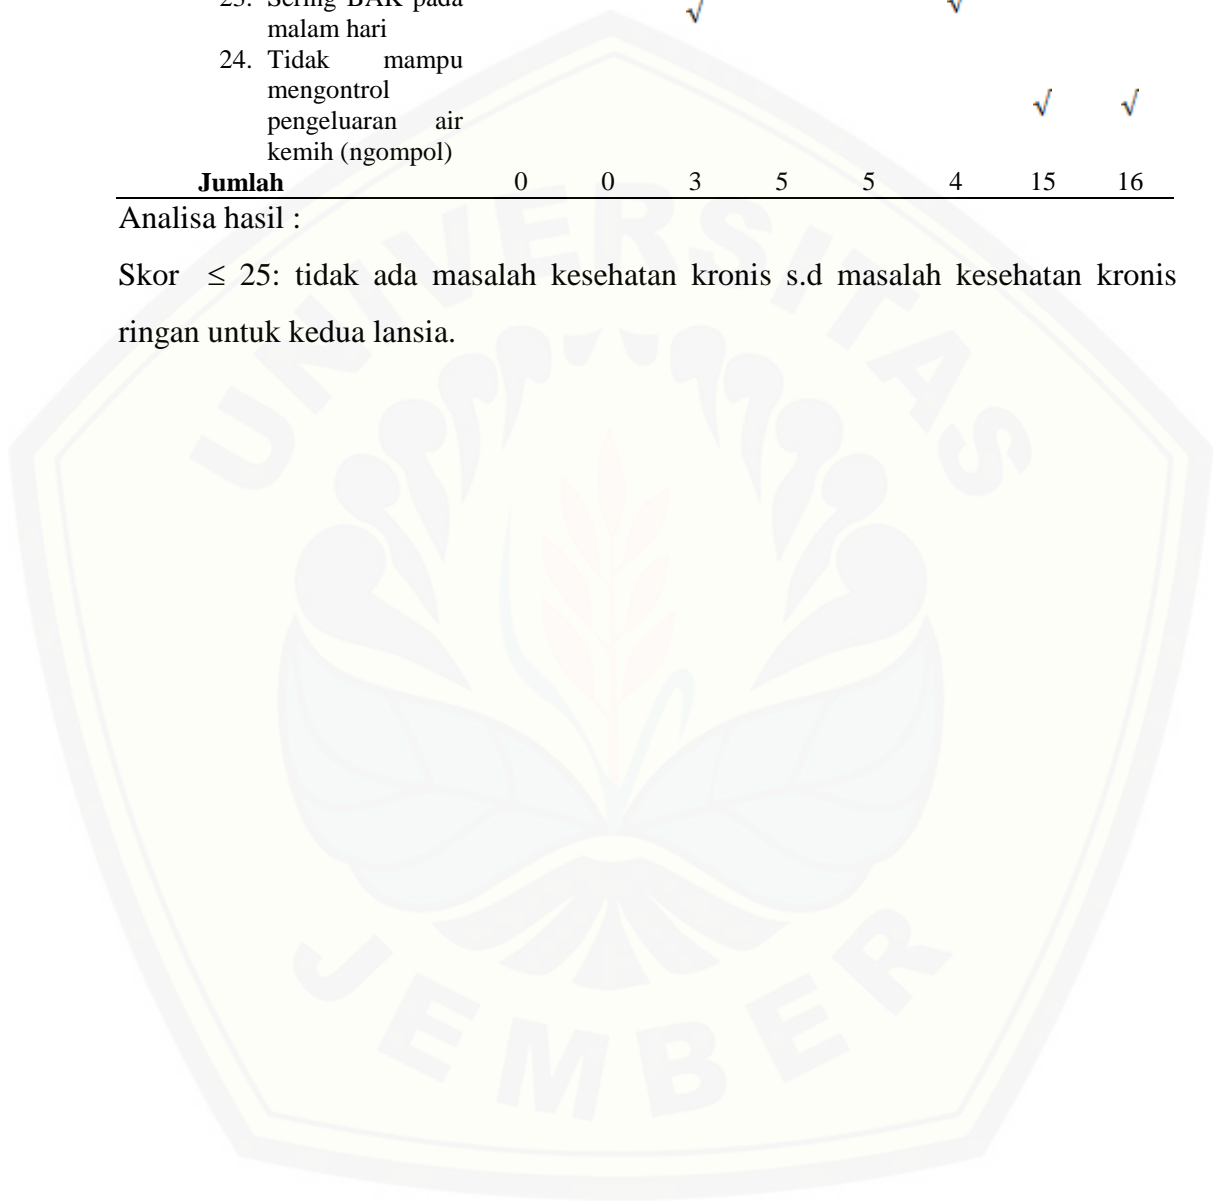 23. Sering BAK pada √ √
malam hari
24. Tidak mampu
mengontrol
pengeluaran air √ √
kemih (ngompol)
Jumlah 0 0 3 5 5 4 15 16
Analisa hasil :
Skor ≤ 25: tidak ada masalah kesehatan kronis s.d masalah kesehatan kronis
ringan untuk kedua lansia.
UNIVERSITAS
JEMBER